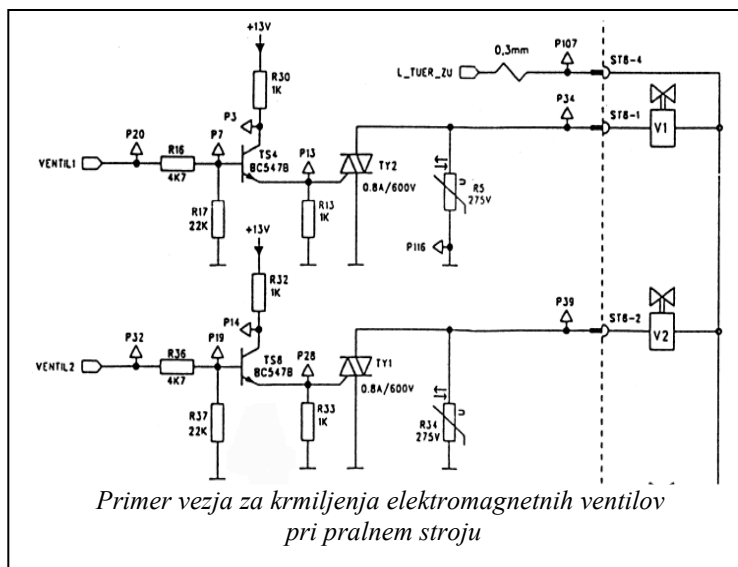 +13V
R30
1K
P107
0,3mm
L_TUER_ZU
ST8-4
P3
P34
ST8-1
V1
P20
P7
VENTIL1
R16
4K7
TS4
BC547B
P13
TY2
0.8A/600V
R17
22K
R13
1K
U
R5
275V
P116
+13V
R32
1K
P14
P39
ST8-2
V2
P32
P19
VENTIL2
R36
4K7
TS8
BC547B
P28
TY1
0.8A/600V
R37
22K
R33
1K
U
R34
275V
Primer vezja za krmiljenja elektromagnetnih ventilov
pri pralnem stroju